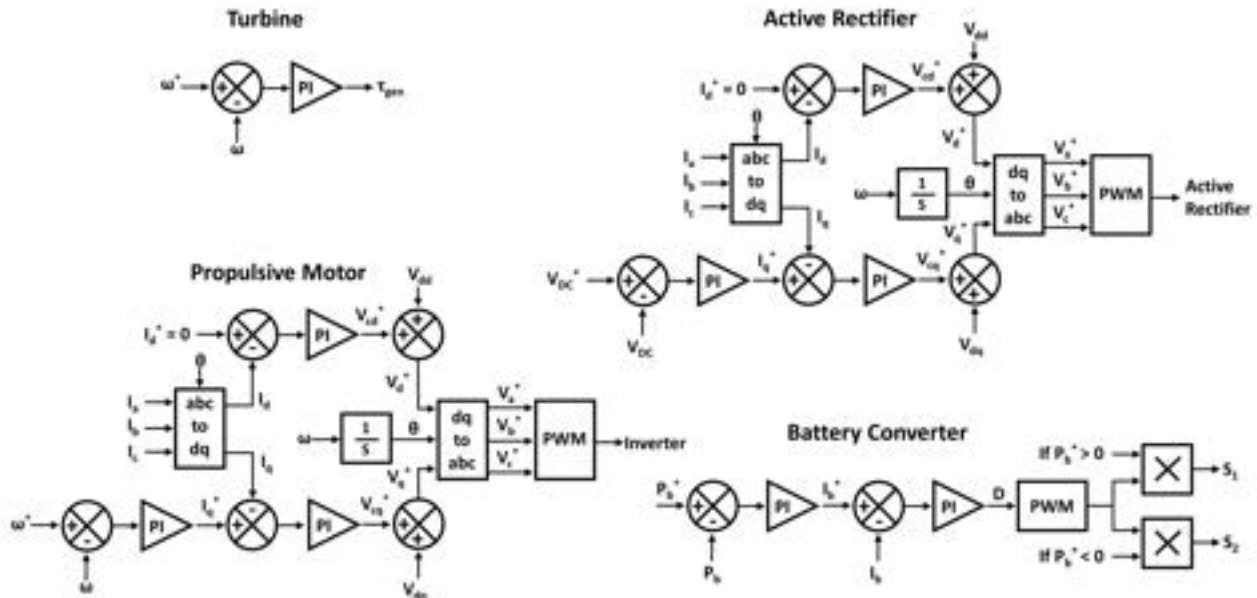 Turbine
ω* + - PI τgen
ω
Active Rectifier
Vdd
Id* = 0 + - PI Vcd* + +
θ
Ia Ib Ic abc to dq Id
Iq
Vd*
ω 1/S θ dq to abc Va* Vb* Vc* PWM Active Rectifier
Vq*
VDC* + - PI Iq* + - PI Vcq* + +
VDC
Vdq
Propulsive Motor
Vdd
Id* = 0 + - PI Vcd* + +
θ
Ia Ib Ic abc to dq Id
Iq
Vd*
ω 1/S θ dq to abc Va* Vb* Vc* PWM Inverter
Vq*
ω* + - PI Iq* + - PI Vcq* + +
ω
Vdq
Battery Converter
If Pb* > 0 × S1
Pb* + - PI Ib* + - PI D PWM
Pb
Ib
If Pb* < 0 × S2